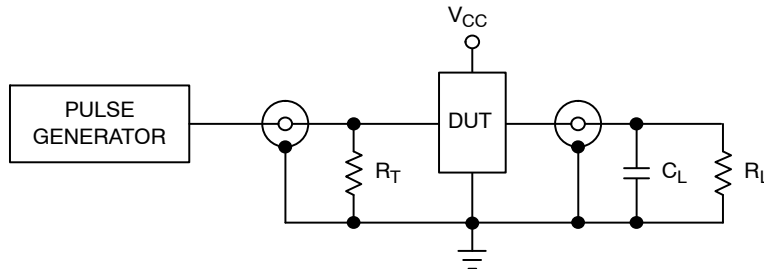 V_CC
PULSE
GENERATOR
DUT
R_T
C_L
R_L